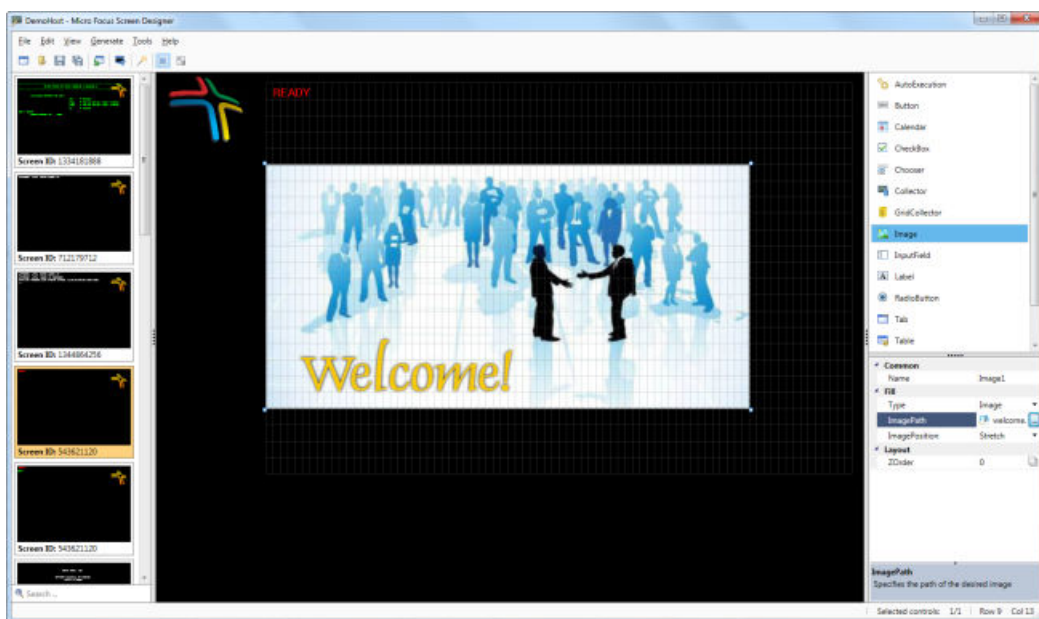 DemoHost - Micro Focus Screen Designer
File Edit View Generate Tools Help
Screen ID: 1334181888
Screen ID: 712179712
Screen ID: 1344864256
Screen ID: 543621120
Screen ID: 543621120
Search ...
READY
Welcome!
AutoExecution
Button
Calendar
CheckBox
Chooser
Collector
GridCollector
Image
InputField
Label
RadioButton
Tab
Table
Common
Name Image1
Fill
Type Image
ImagePath welcome.
ImagePosition Stretch
Layout
ZOrder 0
ImagePath
Specifies the path of the desired image
Selected controls: 1/1 Row 9 Col 13